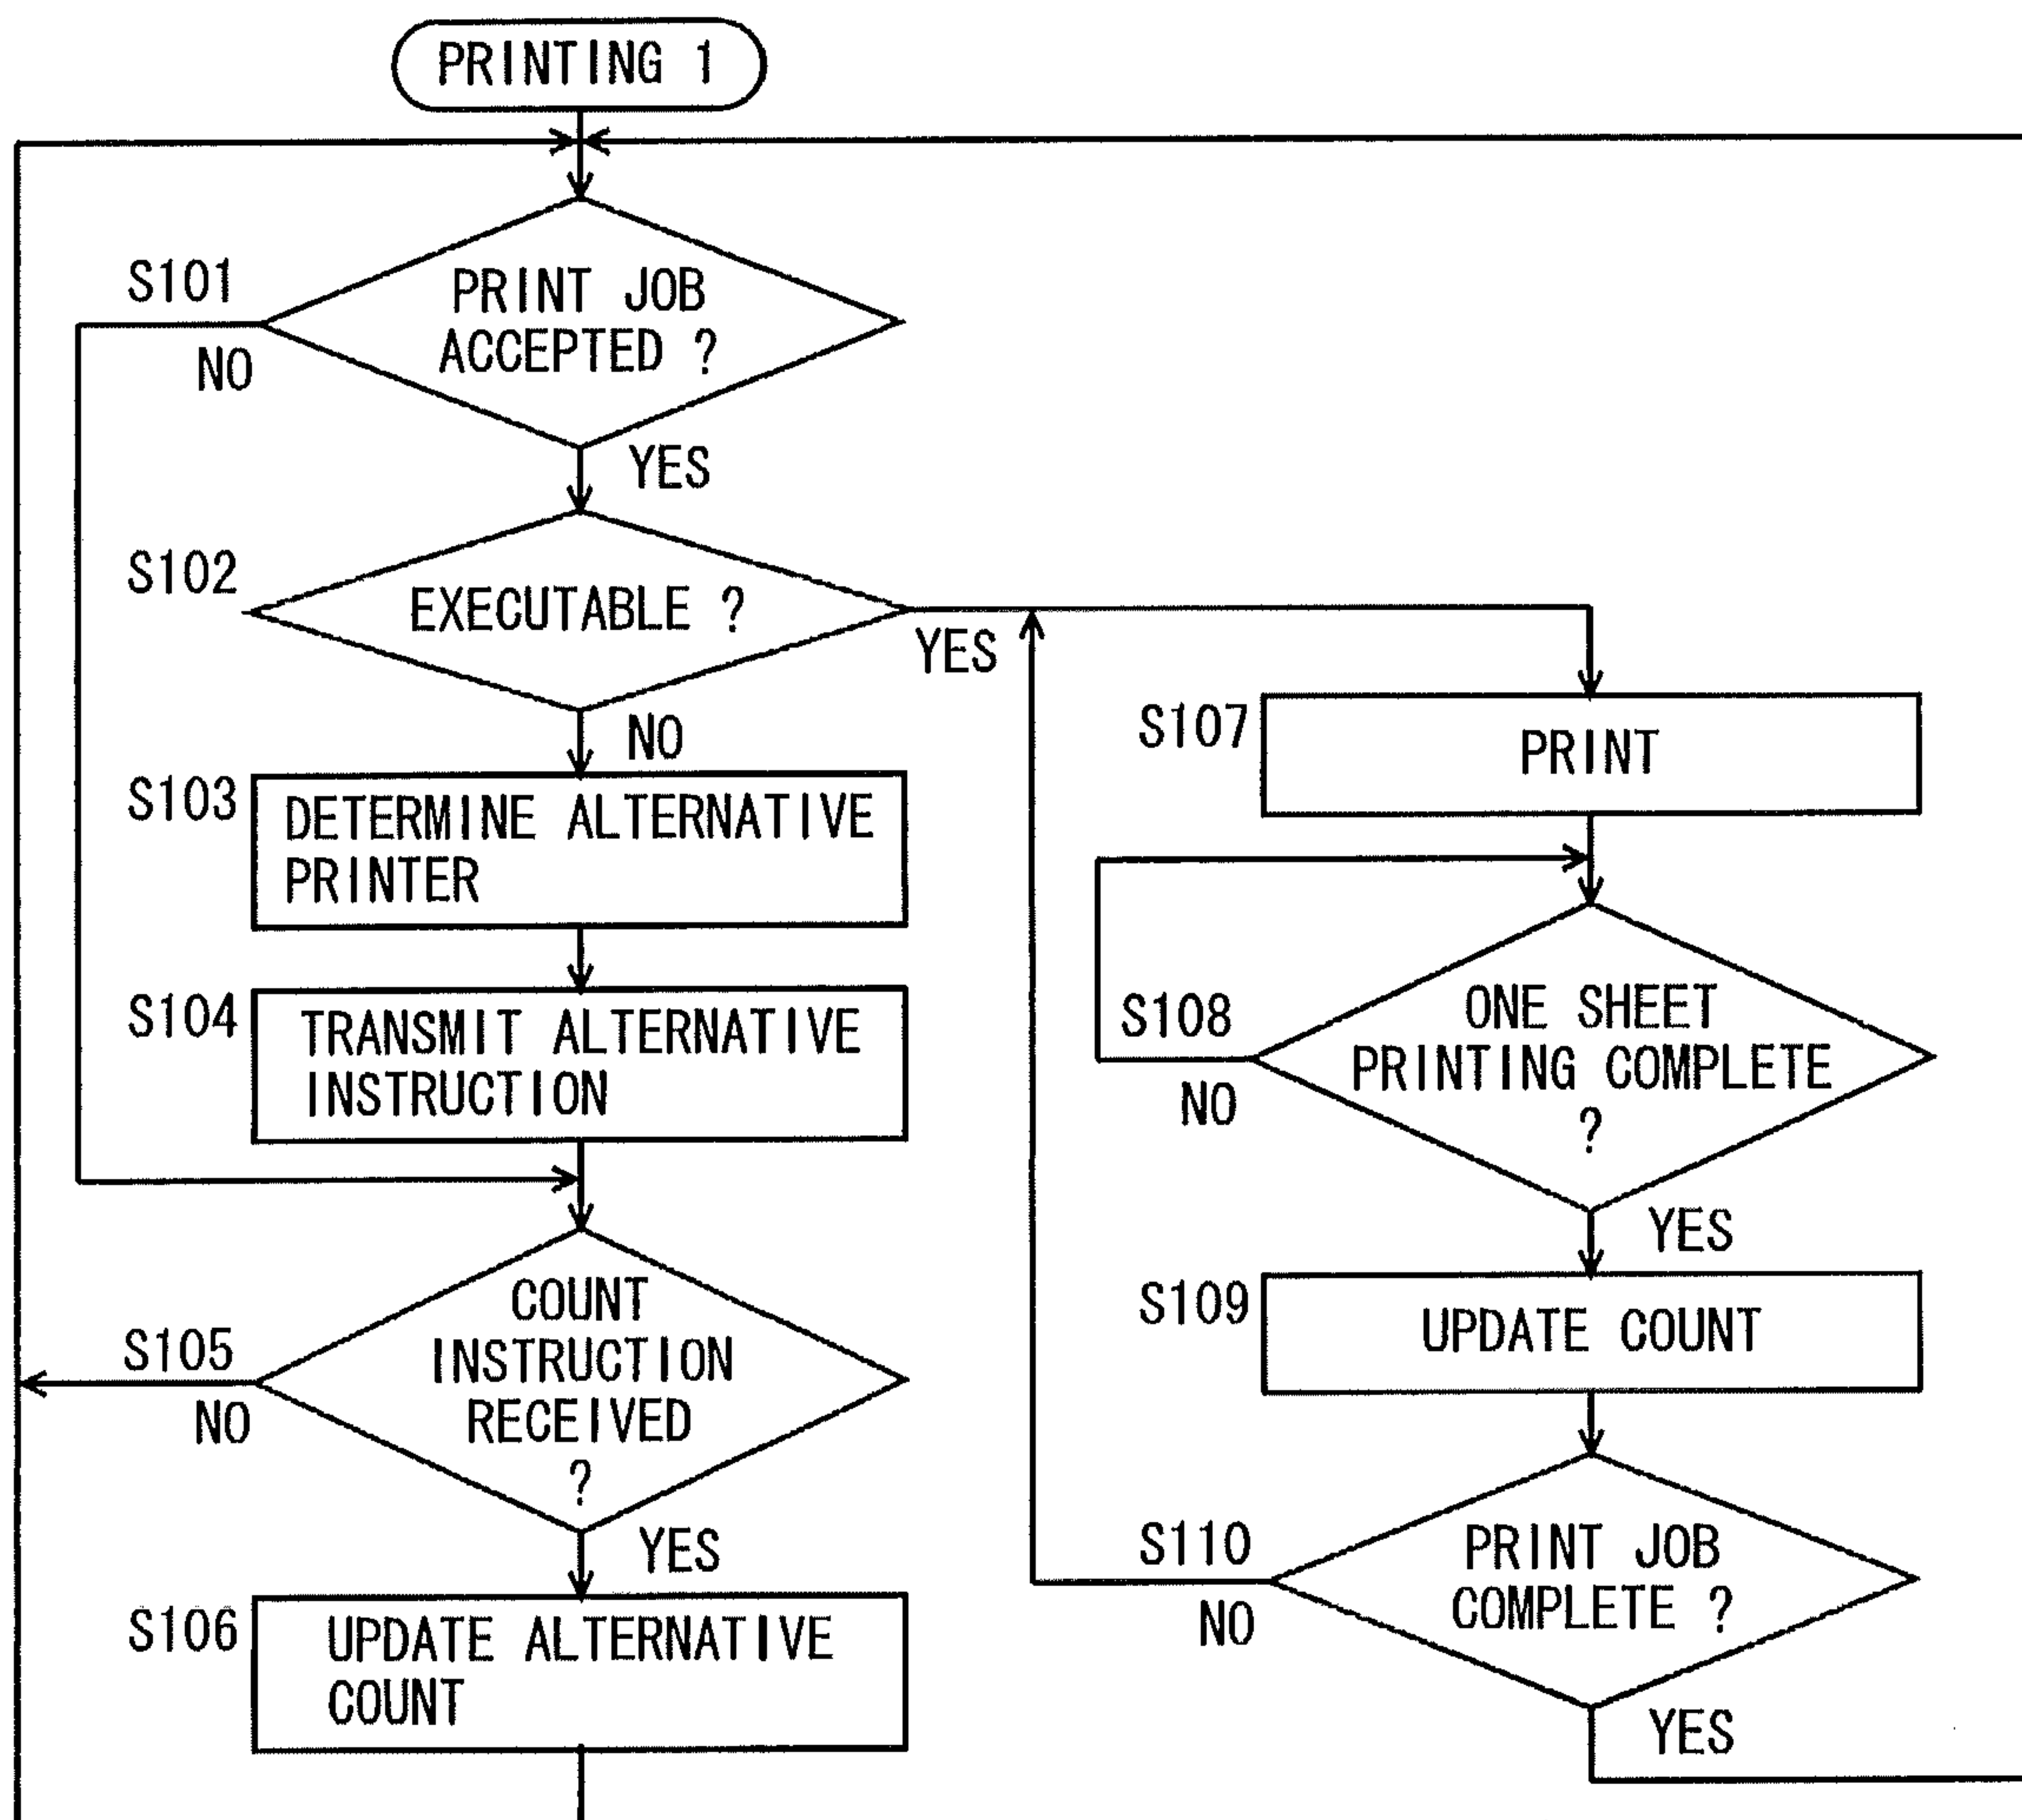 PRINTING 1
S101
PRINT JOB
ACCEPTED ?
NO
YES
S102
EXECUTABLE ?
YES
NO
S103
DETERMINE ALTERNATIVE
PRINTER
S104
TRANSMIT ALTERNATIVE
INSTRUCTION
S105
COUNT
INSTRUCTION
RECEIVED
?
NO
YES
S106
UPDATE ALTERNATIVE
COUNT
S107
PRINT
S108
ONE SHEET
PRINTING COMPLETE
?
NO
YES
S109
UPDATE COUNT
S110
PRINT JOB
COMPLETE ?
NO
YES